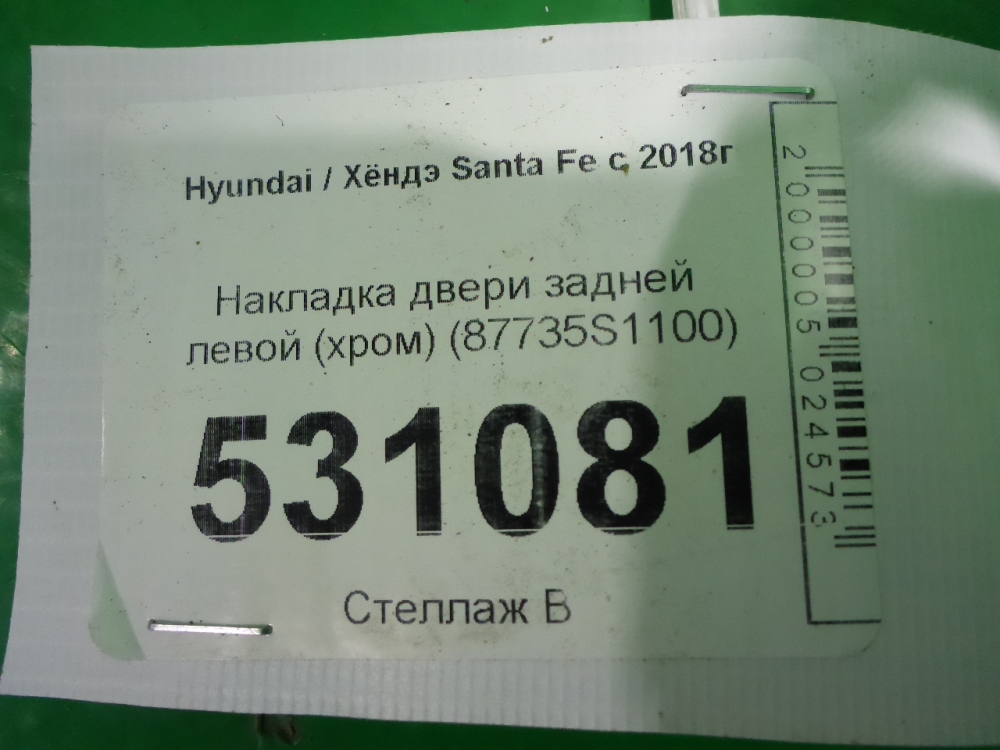 Hyundai / Хёндэ Santa Fe с 2018г
Накладка двери задней
левой (хром) (87735S1100)
531081
Стеллаж В
2000005024573